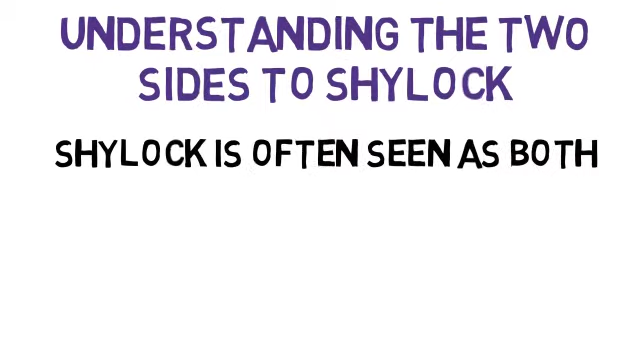 UNDERSTANDING THE TWO
SIDES TO SHYLOCK
SHYLOCK IS OFTEN SEEN AS BOTH